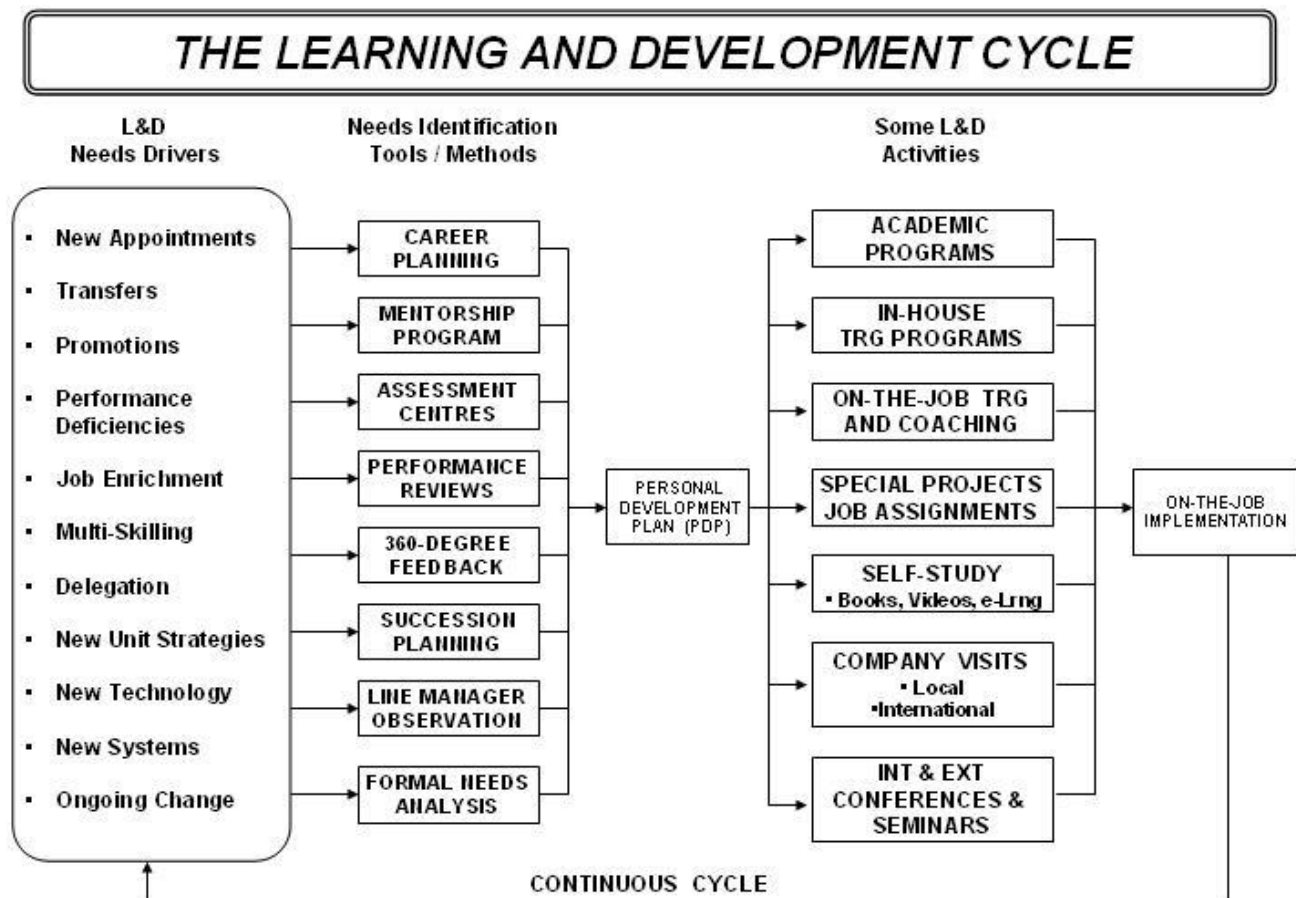 THE LEARNING AND DEVELOPMENT CYCLE
L&D
Needs Drivers
Needs Identification
Tools / Methods
Some L&D
Activities
▪ New Appointments
▪ Transfers
▪ Promotions
▪ Performance
Deficiencies
▪ Job Enrichment
▪ Multi-Skilling
▪ Delegation
▪ New Unit Strategies
▪ New Technology
▪ New Systems
▪ Ongoing Change
CAREER
PLANNING
MENTORSHIP
PROGRAM
ASSESSMENT
CENTRES
PERFORMANCE
REVIEWS
360-DEGREE
FEEDBACK
SUCCESSION
PLANNING
LINE MANAGER
OBSERVATION
FORMAL NEEDS
ANALYSIS
PERSONAL
DEVELOPMENT
PLAN (PDP)
ACADEMIC
PROGRAMS
IN-HOUSE
TRG PROGRAMS
ON-THE-JOB TRG
AND COACHING
SPECIAL PROJECTS
JOB ASSIGNMENTS
SELF-STUDY
▪ Books, Videos, e-Lrng
COMPANY VISITS
▪ Local
▪International
INT & EXT
CONFERENCES &
SEMINARS
ON-THE-JOB
IMPLEMENTATION
CONTINUOUS CYCLE